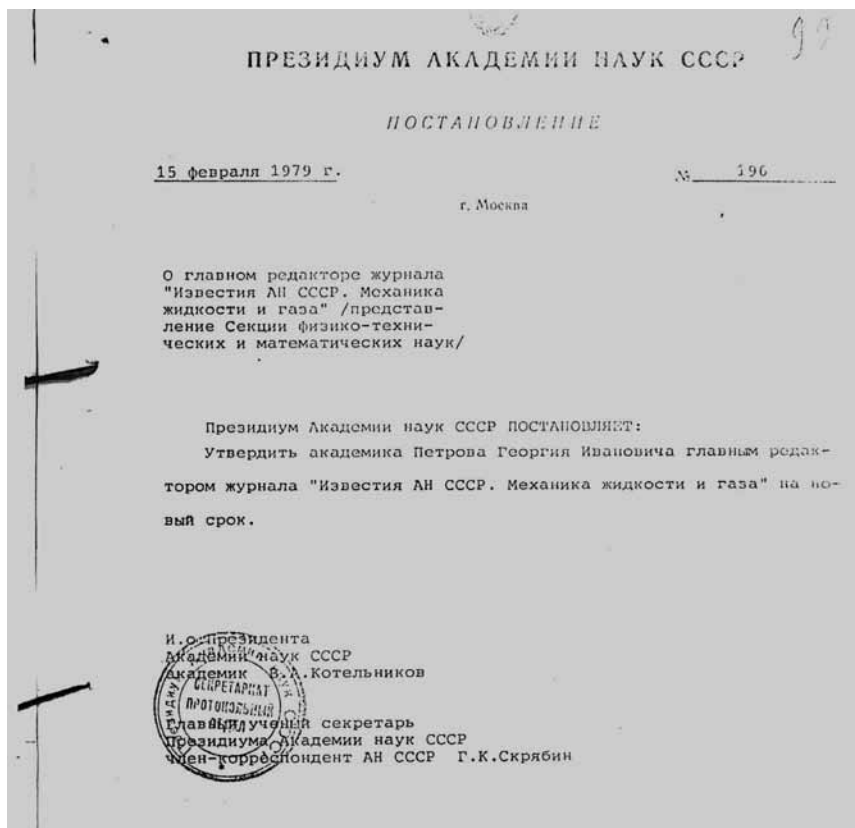 ПРЕЗИДИУМ АКАДЕМИИ НАУК СССР
ПОСТАНОВЛЕНИЕ
15 февраля 1979 г.
№ 196
г. Москва
О главном редакторе журнала
"Известия АН СССР. Механика
жидкости и газа" /представ-
ление Секции физико-техни-
ческих и математических наук/
Президиум Академии наук СССР ПОСТАНОВЛЯЕТ:
Утвердить академика Петрова Георгия Ивановича главным редак-
тором журнала "Известия АН СССР. Механика жидкости и газа" на но-
вый срок.
И.о.Президента
Академии наук СССР
академик В.А.Котельников
СЕКРЕТАРИАТ
ПРОТОКОЛЬНЫЙ
ОТДЕЛ
Главный ученый секретарь
Президиума Академии наук СССР
член-корреспондент АН СССР Г.К.Скрябин